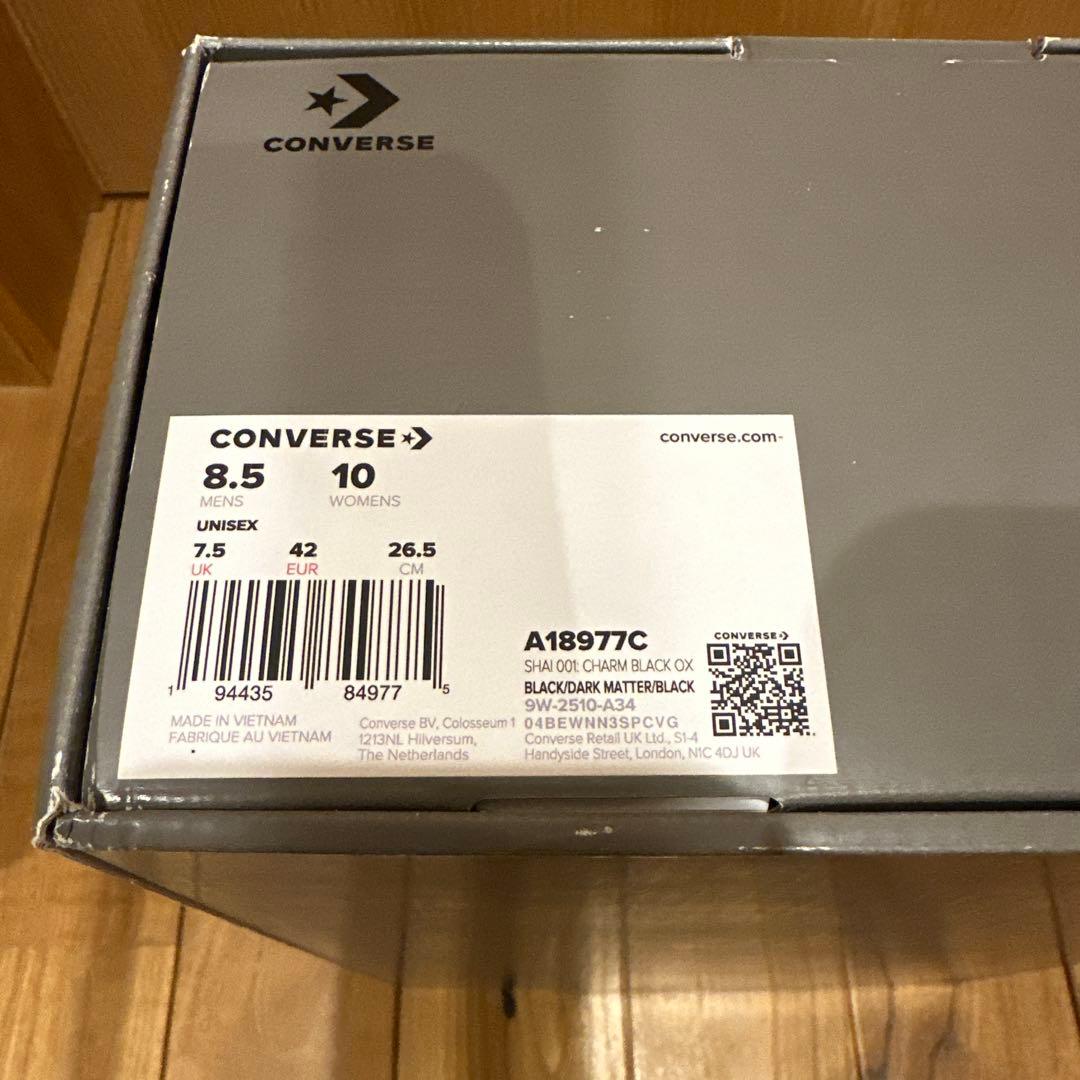 CONVERSE
CONVERSE
converse.com
8.5 10
MENS WOMENS
UNISEX
7.5 42 26.5
UK EUR CM
1 94435 84977 5
MADE IN VIETNAM
FABRIQUE AU VIETNAM
Converse BV, Colosseum 1
1213NL Hilversum,
The Netherlands
A18977C
SHAI 001: CHARM BLACK OX
BLACK/DARK MATTER/BLACK
9W-2510-A34
04BEWNN3SPCVG
Converse Retail UK Ltd., S1-4
Handyside Street, London, N1C 4DJ UK
CONVERSE